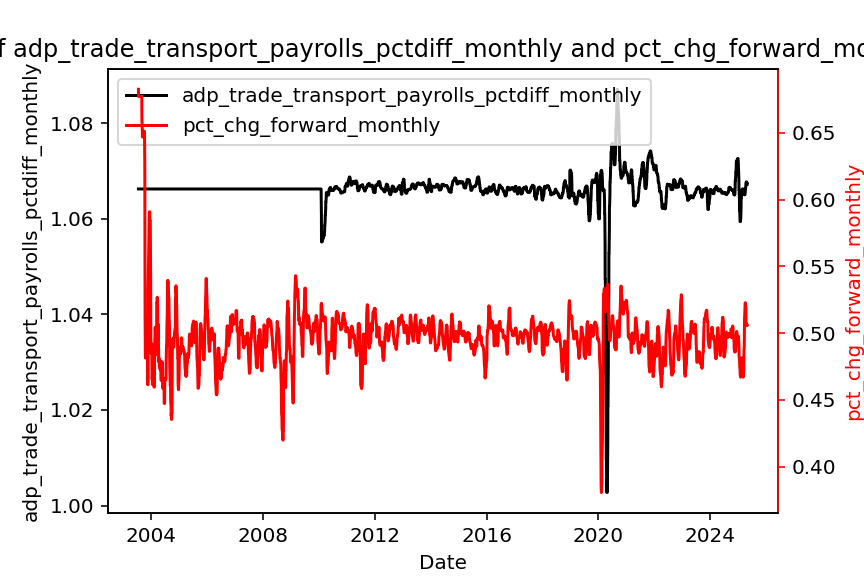 f adp_trade_transport_payrolls_pctdiff_monthly and pct_chg_forward_mo
adp_trade_transport_payrolls_pctdiff_monthly
pct_chg_forward_monthly
adp_trade_transport_payrolls_pctdiff_monthly
1.08
1.06
1.04
1.02
1.00
0.65
0.60
0.55
0.50
0.45
0.40
pct_chg_forward_monthly
2004
2008
2012
2016
2020
2024
Date